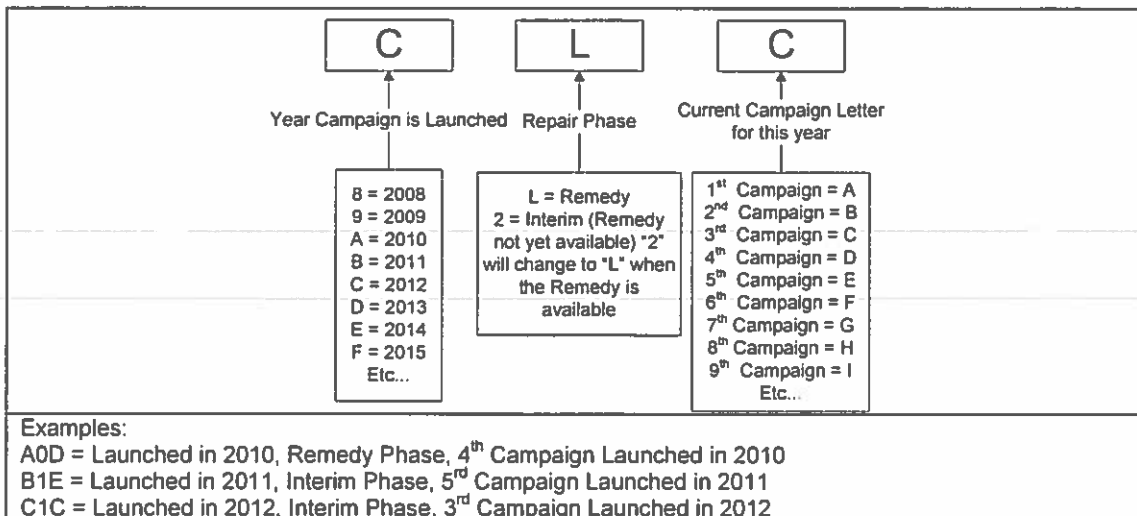 C L C
Year Campaign is Launched
Repair Phase
Current Campaign Letter
for this year
8 = 2008
9 = 2009
A = 2010
B = 2011
C = 2012
D = 2013
E = 2014
F = 2015
Etc...
L = Remedy
2 = Interim (Remedy
not yet available) "2"
will change to "L" when
the Remedy is
available
1st Campaign = A
2nd Campaign = B
3rd Campaign = C
4th Campaign = D
5th Campaign = E
6th Campaign = F
7th Campaign = G
8th Campaign = H
9th Campaign = I
Etc...
Examples:
A0D = Launched in 2010, Remedy Phase, 4th Campaign Launched in 2010
B1E = Launched in 2011, Interim Phase, 5rd Campaign Launched in 2011
C1C = Launched in 2012, Interim Phase, 3rd Campaign Launched in 2012